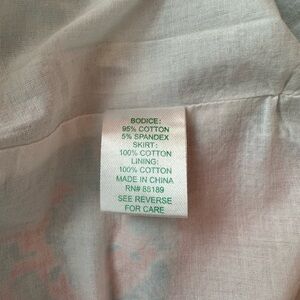 BODICE:
95% COTTON
5% SPANDEX
SKIRT:
100% COTTON
LINING:
100% COTTON
MADE IN CHINA
RN# 85189
SEE REVERSE
FOR CARE